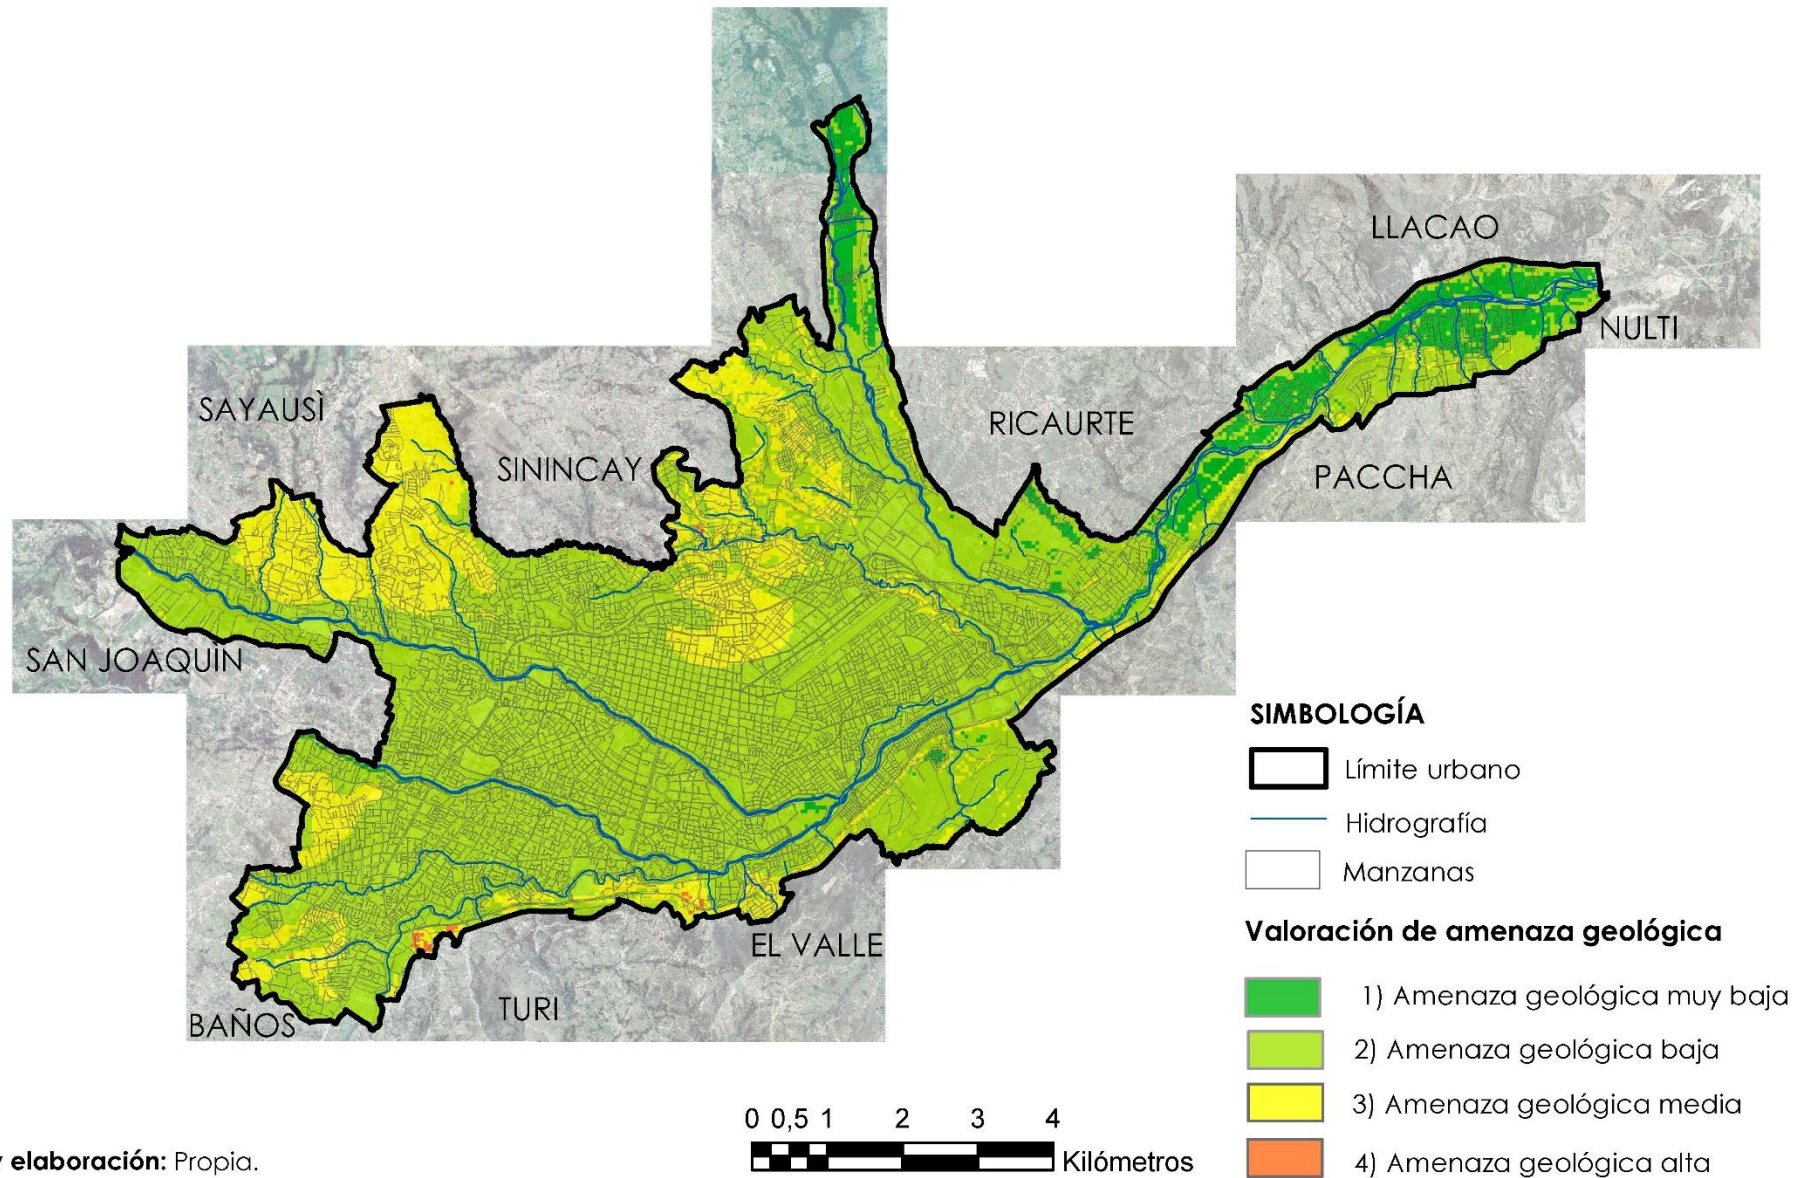 LLACAO
NULTI
SAYAUSÌ
RICAURTE
SININCAY
PACCHA
SAN JOAQUÌN
EL VALLE
TURI
BAÑOS
SIMBOLOGÍA
Límite urbano
Hidrografía
Manzanas
Valoración de amenaza geológica
1) Amenaza geológica muy baja
2) Amenaza geológica baja
3) Amenaza geológica media
4) Amenaza geológica alta
0 0,5 1 2 3 4
Kilómetros
y elaboración: Propia.